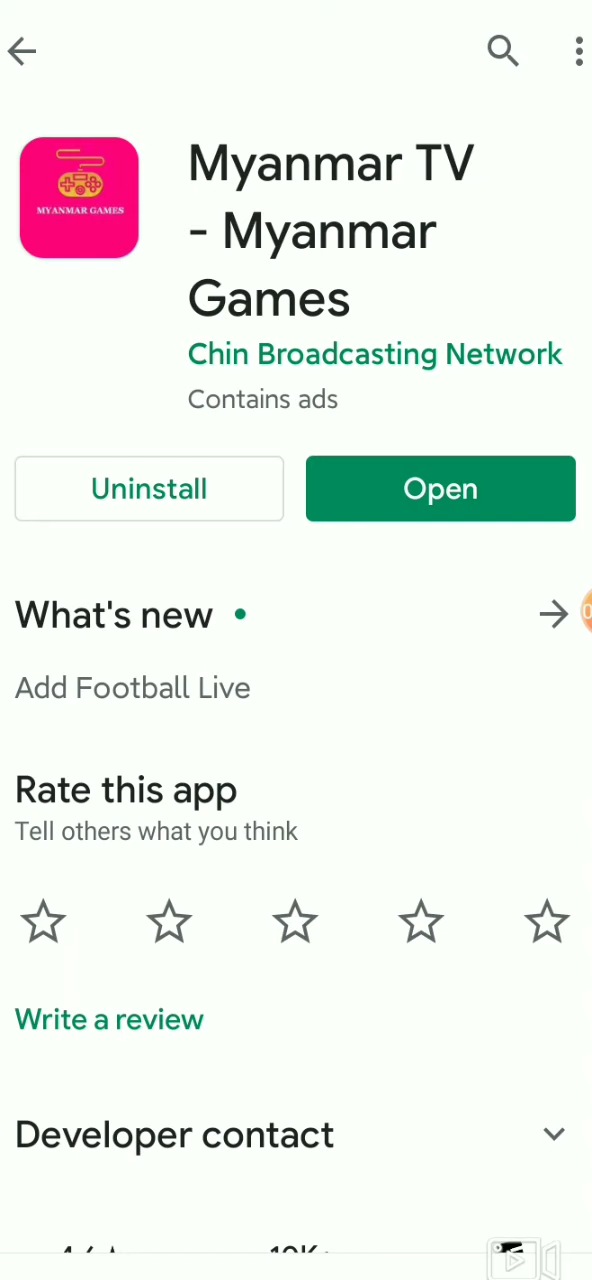 Myanmar TV
- Myanmar
Games
MYANMAR GAMES
Chin Broadcasting Network
Contains ads
Uninstall
Open
What's new
Add Football Live
Rate this app
Tell others what you think
Write a review
Developer contact